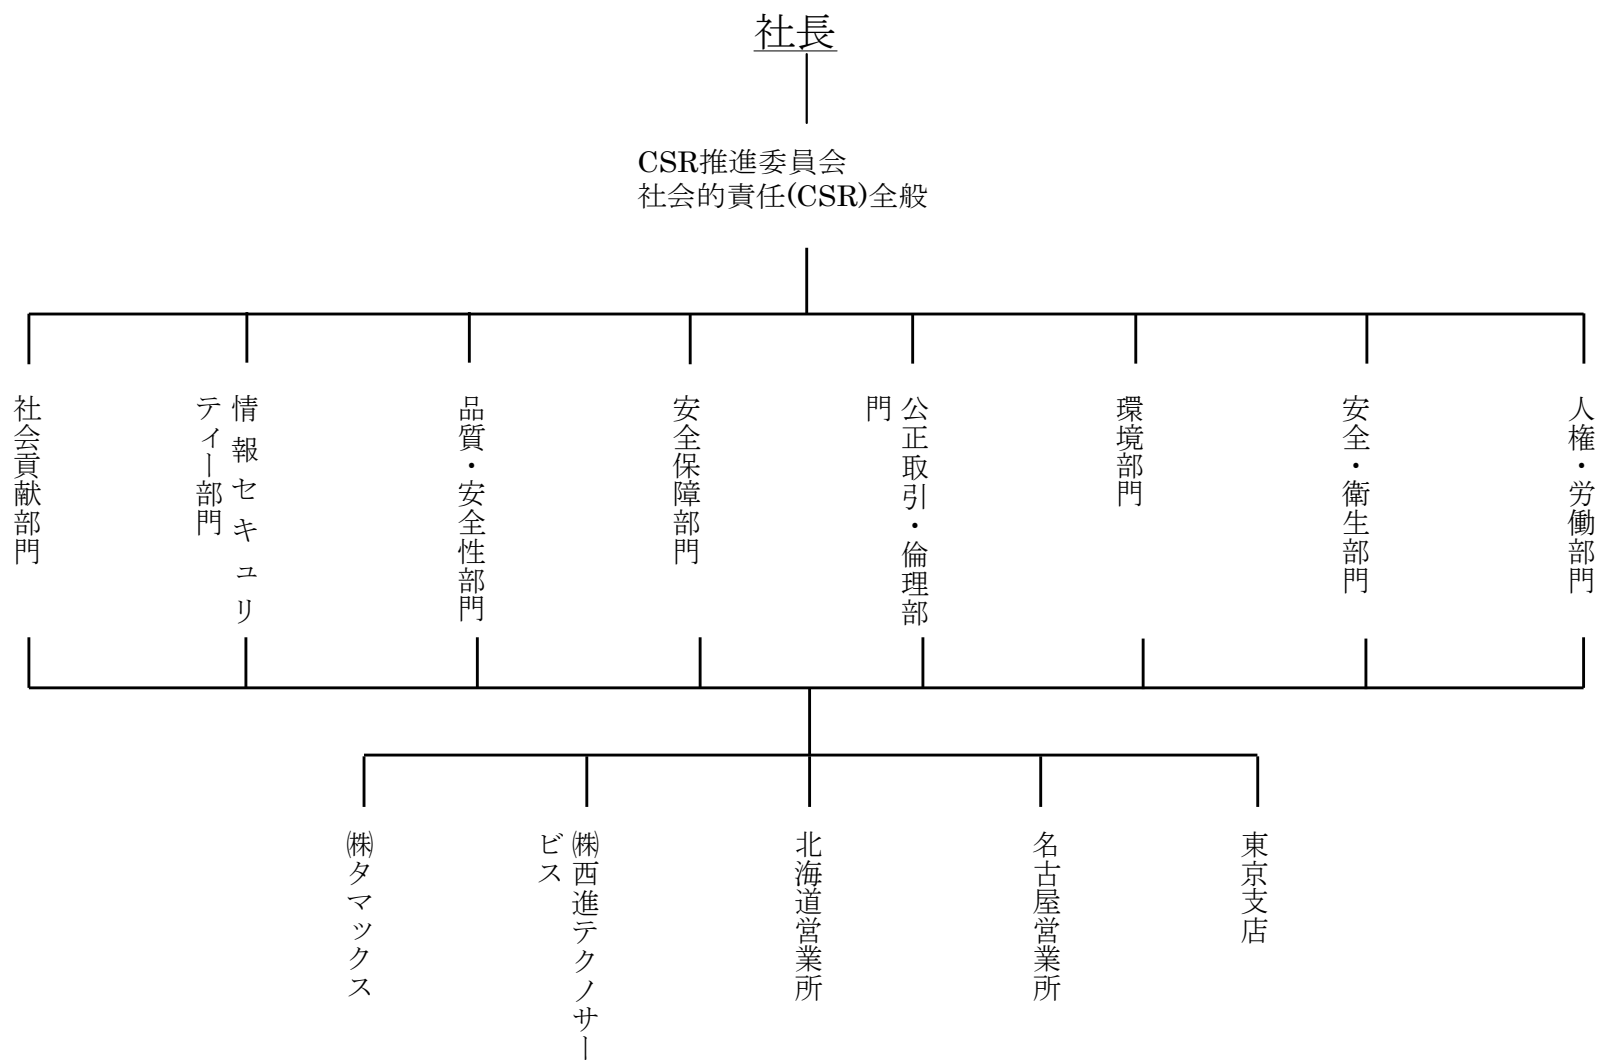 社長
CSR推進委員会
社会的責任(CSR)全般
人権・労働部門
安全・衛生部門
環境部門
公正取引・倫理部
門
安全保障部門
品質・安全性部門
情報セキュリ
ティー部門
社会貢献部門
東京支店
名古屋営業所
北海道営業所
㈱西進テクノサー
ビス
㈱タマックス